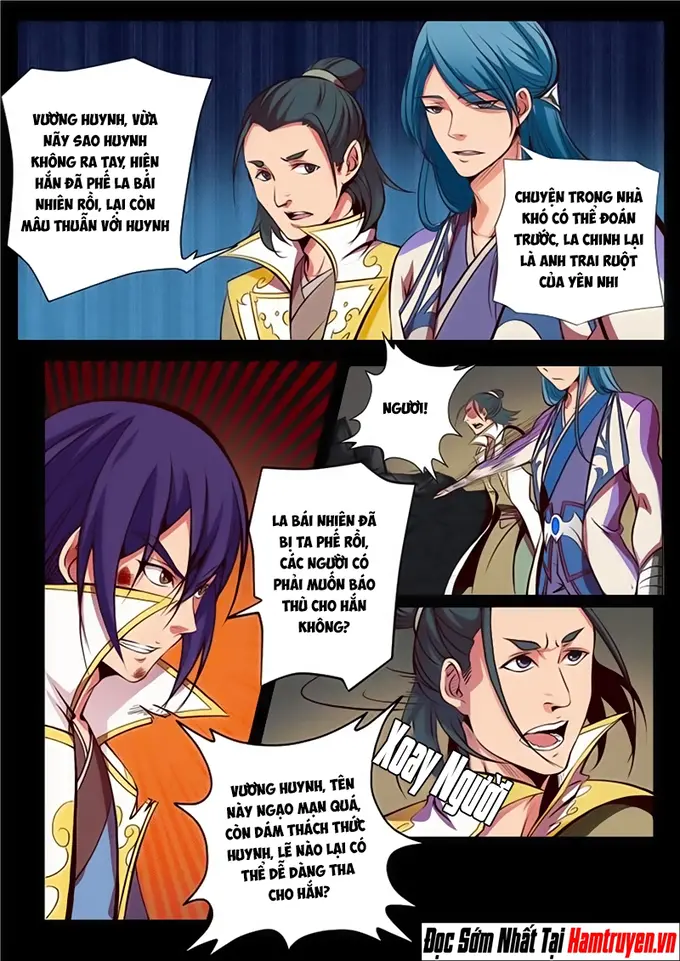 VƯƠNG HUYNH, VỪA
NÃY SAO HUYNH
KHÔNG RA TAY, HIỆN
HẮN ĐÃ PHẾ LA BÁI
NHIÊN RỒI, LẠI CÒN
MÂU THUẪN VỚI HUYNH
CHUYỆN TRONG NHÀ
KHÓ CÓ THỂ ĐOÁN
TRƯỚC, LA CHINH LẠI
LÀ ANH TRAI RUỘT
CỦA YÊN NHI
NGƯƠI!
LA BÁI NHIÊN ĐÃ
BỊ TA PHẾ RỒI,
CÁC NGƯƠI CÓ
PHẢI MUỐN BÁO
THÙ CHO HẮN
KHÔNG?
Xoay Người
VƯƠNG HUYNH, TÊN
NÀY NGẠO MẠN QUÁ,
CÒN DÁM THÁCH THỨC
HUYNH, LẼ NÀO LẠI CÓ
THỂ DỄ DÀNG THA
CHO HẮN?
Đọc Sớm Nhất Tại Hamtruyen.vn